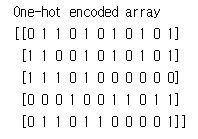 One-hot encoded array
[[0 1 1 0 1 0 1 0 1 0 1]
[1 1 0 0 1 0 1 0 1 0 1]
[1 1 1 0 1 0 0 0 0 0 0]
[0 0 0 1 0 0 1 1 0 1 1]
[0 1 1 0 1 1 0 0 0 0 1]]